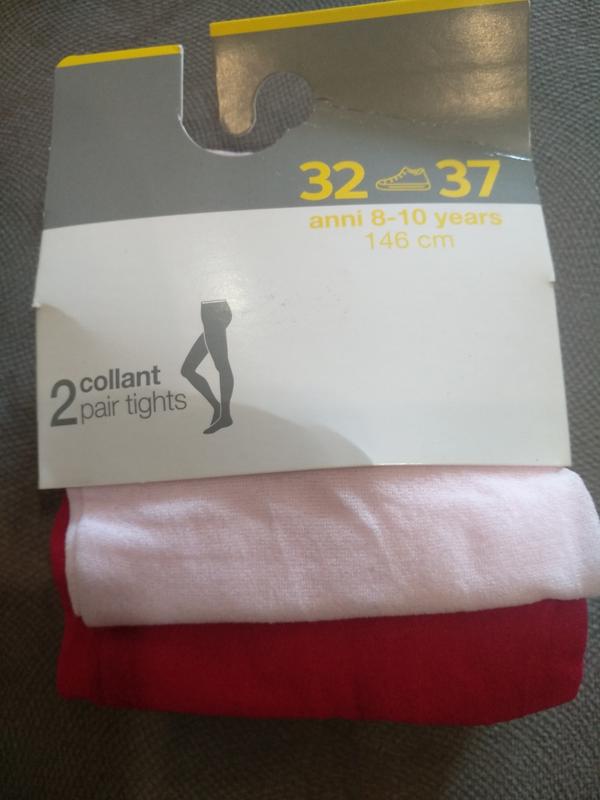 32 37
anni 8-10 years
146 cm
2 collant
pair tights